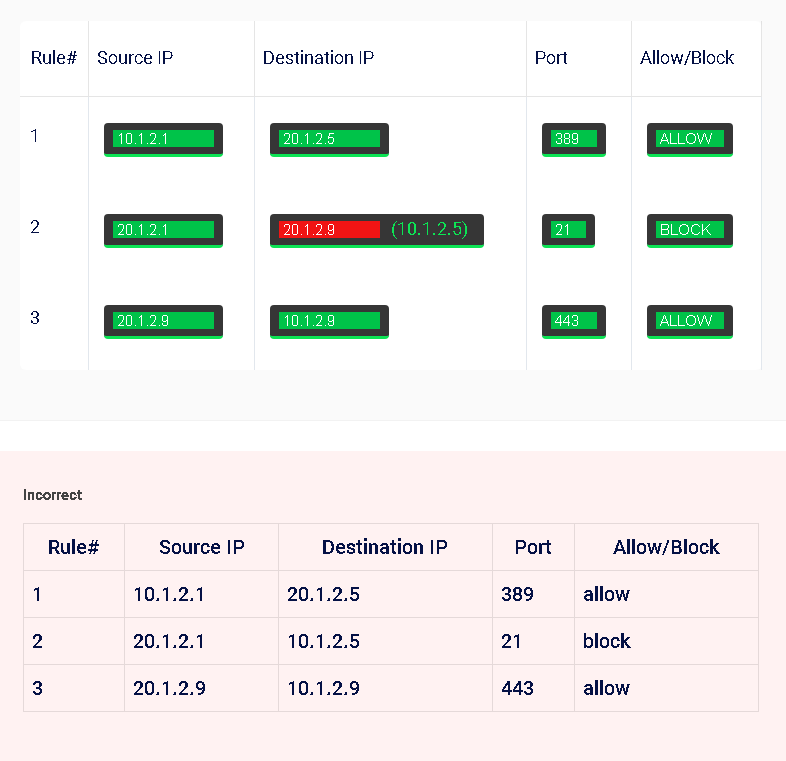 Rule# Source IP Destination IP Port Allow/Block
1 10.1.2.1 20.1.2.5 389 ALLOW
2 20.1.2.1 20.1.2.9 (10.1.2.5) 21 BLOCK
3 20.1.2.9 10.1.2.9 443 ALLOW
Incorrect
Rule# Source IP Destination IP Port Allow/Block
1 10.1.2.1 20.1.2.5 389 allow
2 20.1.2.1 10.1.2.5 21 block
3 20.1.2.9 10.1.2.9 443 allow